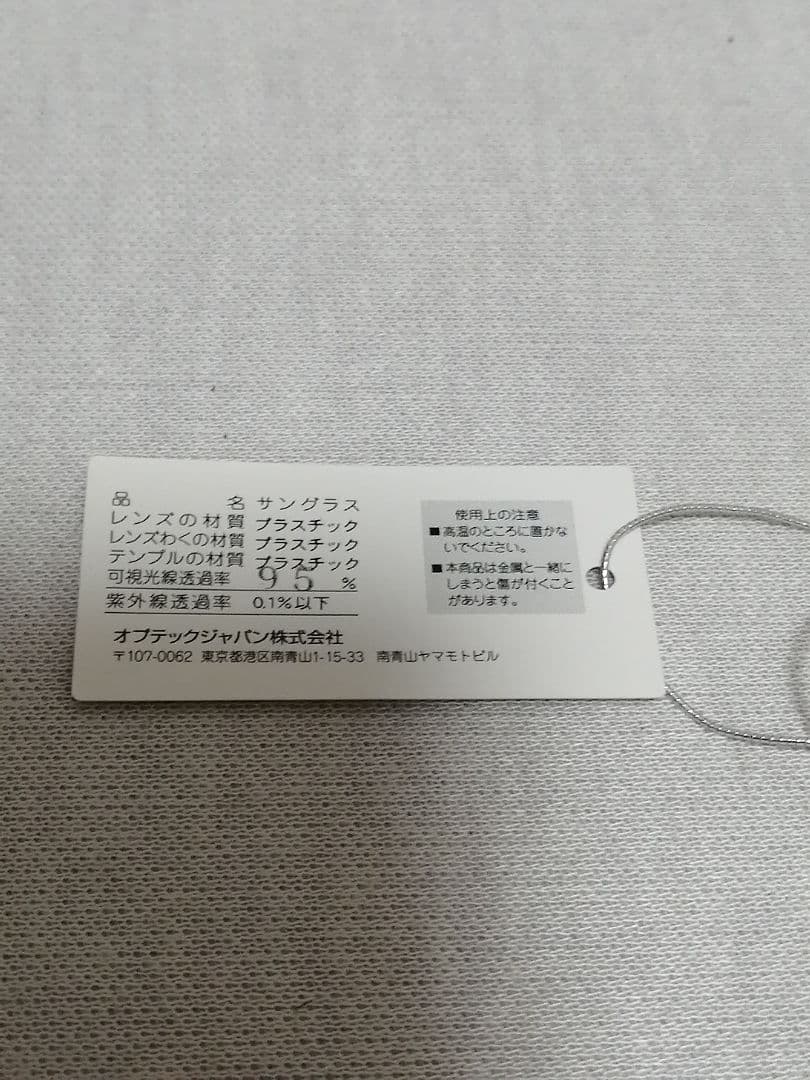 品名 サングラス
レンズの材質 プラスチック
レンズわくの材質 プラスチック
テンプルの材質 プラスチック
可視光線透過率 95 %
紫外線透過率 0.1%以下
オプテックジャパン株式会社
〒107-0062 東京都港区南青山1-15-33 南青山ヤマモトビル
使用上の注意
■高温のところに置かな
いでください。
■本商品は金属と一緒に
しまうと傷が付くこと
があります。